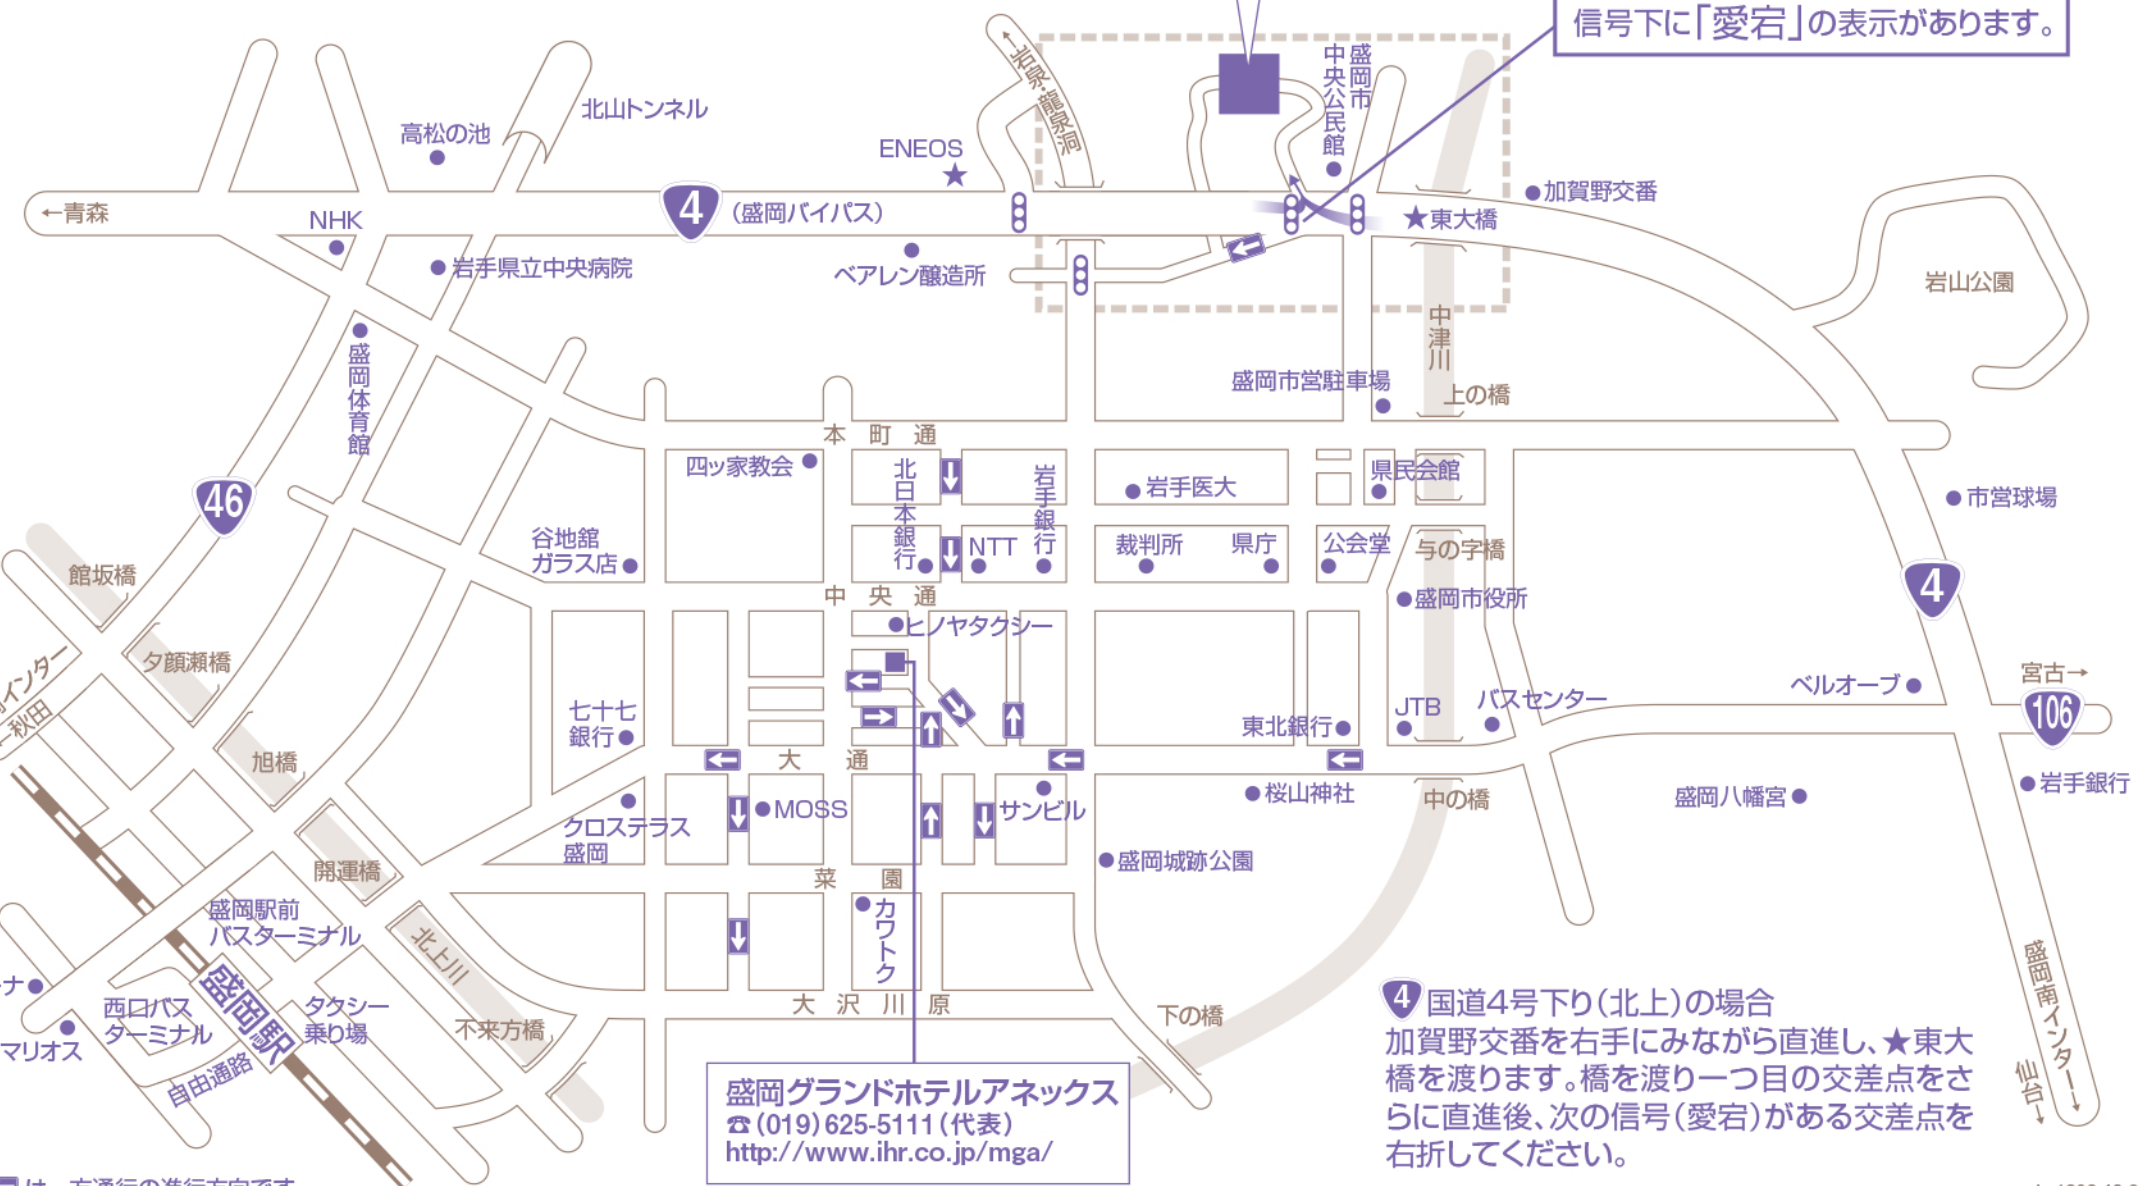 信号下に「愛宕」の表示があります。
←岩泉・龍泉洞
盛岡市
中央公民館
北山トンネル
高松の池
ENEOS
加賀野交番
←青森
NHK
4
(盛岡バイパス)
★東大橋
岩手県立中央病院
ベアレン醸造所
岩山公園
中津川
盛岡体育館
盛岡市営駐車場
上の橋
本町通
四ッ家教会
北日本銀行
岩手銀行
岩手医大
県民会館
46
市営球場
谷地舘
ガラス店
NTT
裁判所
県庁
公会堂
与の字橋
館坂橋
中央通
盛岡市役所
4
ヒノヤタクシー
夕顔瀬橋
インター
←秋田
宮古→
106
ベルオーブ
七十七
銀行
東北銀行
JTB
バスセンター
旭橋
大通
MOSS
サンビル
桜山神社
中の橋
盛岡八幡宮
岩手銀行
クロステラス
盛岡
開運橋
菜園
盛岡城跡公園
盛岡駅前
バスターミナル
カワトク
北上川
盛岡南インター→
仙台→
ナ
マリオス
西口バス
ターミナル
盛岡駅
タクシー
乗り場
自由通路
不来方橋
大沢川原
下の橋
盛岡グランドホテルアネックス
☎(019)625-5111(代表)
http://www.ihr.co.jp/mga/
4 国道4号下り(北上)の場合
加賀野交番を右手にみながら直進し、★東大
橋を渡ります。橋を渡り一つ目の交差点をさ
らに直進後、次の信号(愛宕)がある交差点を
右折してください。